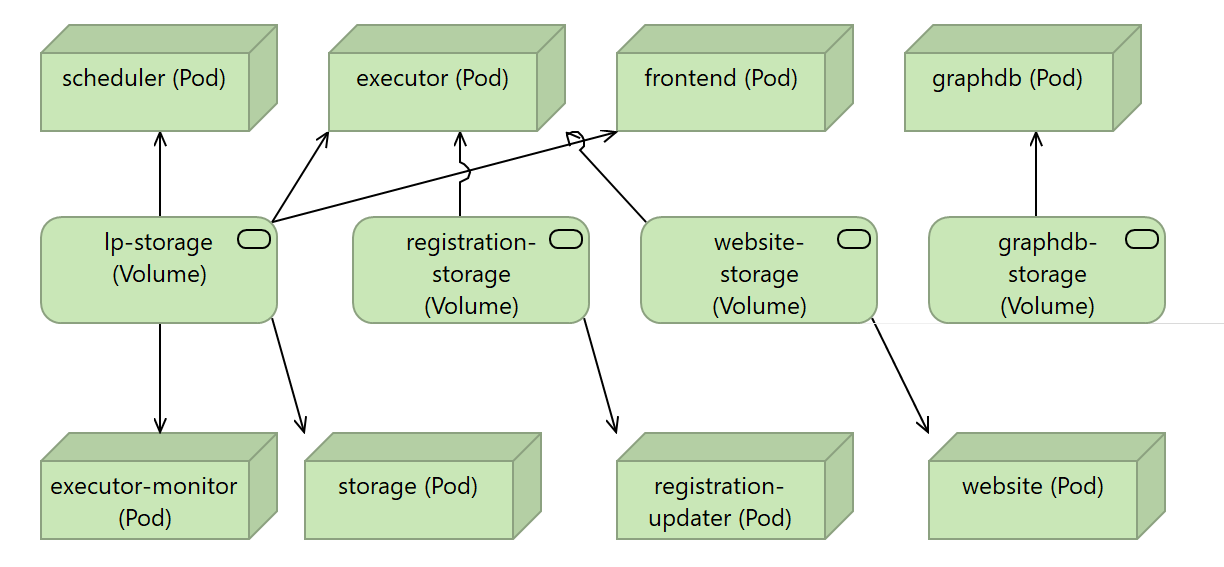 scheduler (Pod)
executor (Pod)
frontend (Pod)
graphdb (Pod)
lp-storage
(Volume)
registration-
storage
(Volume)
website-
storage
(Volume)
graphdb-
storage
(Volume)
executor-monitor
(Pod)
storage (Pod)
registration-
updater (Pod)
website (Pod)